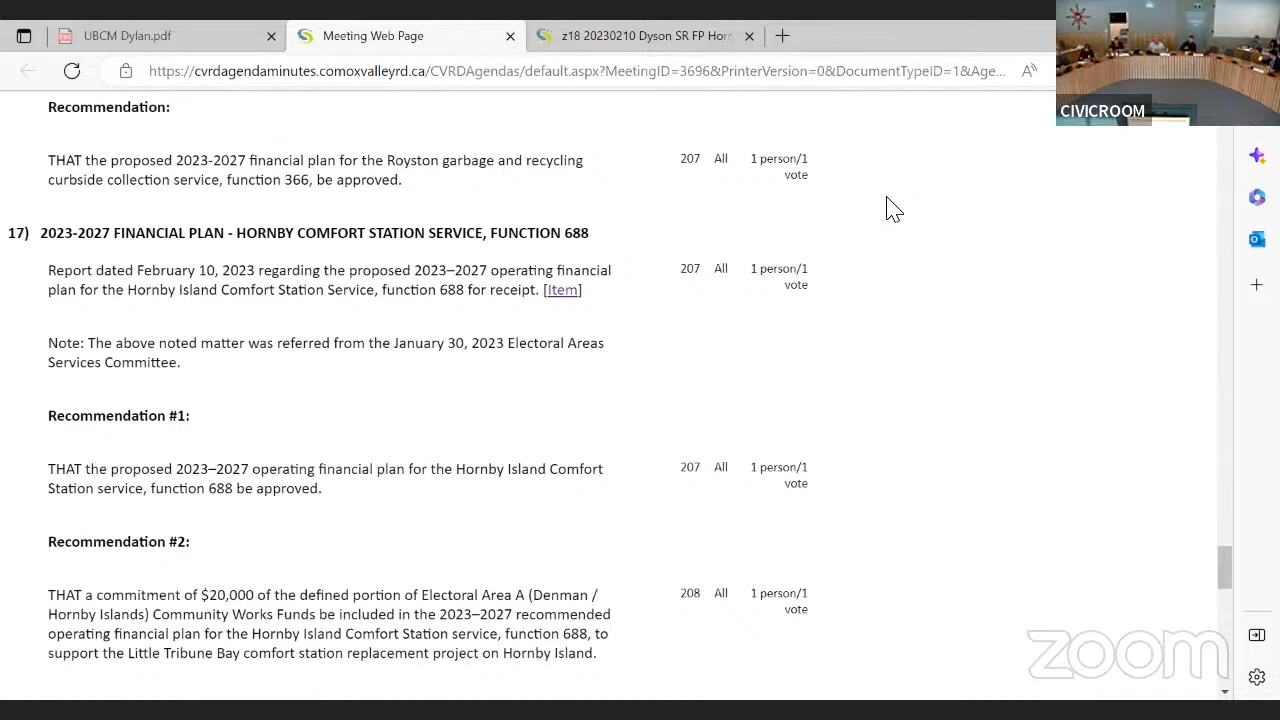 UBCM Dylan.pdf
Meeting Web Page
z18 20230210 Dyson SR FP Horn
https://cvrdagendaminutes.comoxvalleyrd.ca/CVRDAgendas/default.aspx?MeetingID=3696&PrinterVersion=0&DocumentTypeID=1&Age...
CIVICROOM
Recommendation:
THAT the proposed 2023-2027 financial plan for the Royston garbage and recycling 207 All 1 person/1
curbside collection service, function 366, be approved. vote
17) 2023-2027 FINANCIAL PLAN - HORNBY COMFORT STATION SERVICE, FUNCTION 688
Report dated February 10, 2023 regarding the proposed 2023–2027 operating financial 207 All 1 person/1
plan for the Hornby Island Comfort Station Service, function 688 for receipt. [Item] vote
Note: The above noted matter was referred from the January 30, 2023 Electoral Areas
Services Committee.
Recommendation #1:
THAT the proposed 2023–2027 operating financial plan for the Hornby Island Comfort 207 All 1 person/1
Station service, function 688 be approved. vote
Recommendation #2:
THAT a commitment of $20,000 of the defined portion of Electoral Area A (Denman / 208 All 1 person/1
Hornby Islands) Community Works Funds be included in the 2023–2027 recommended vote
operating financial plan for the Hornby Island Comfort Station service, function 688, to
support the Little Tribune Bay comfort station replacement project on Hornby Island.
zoom